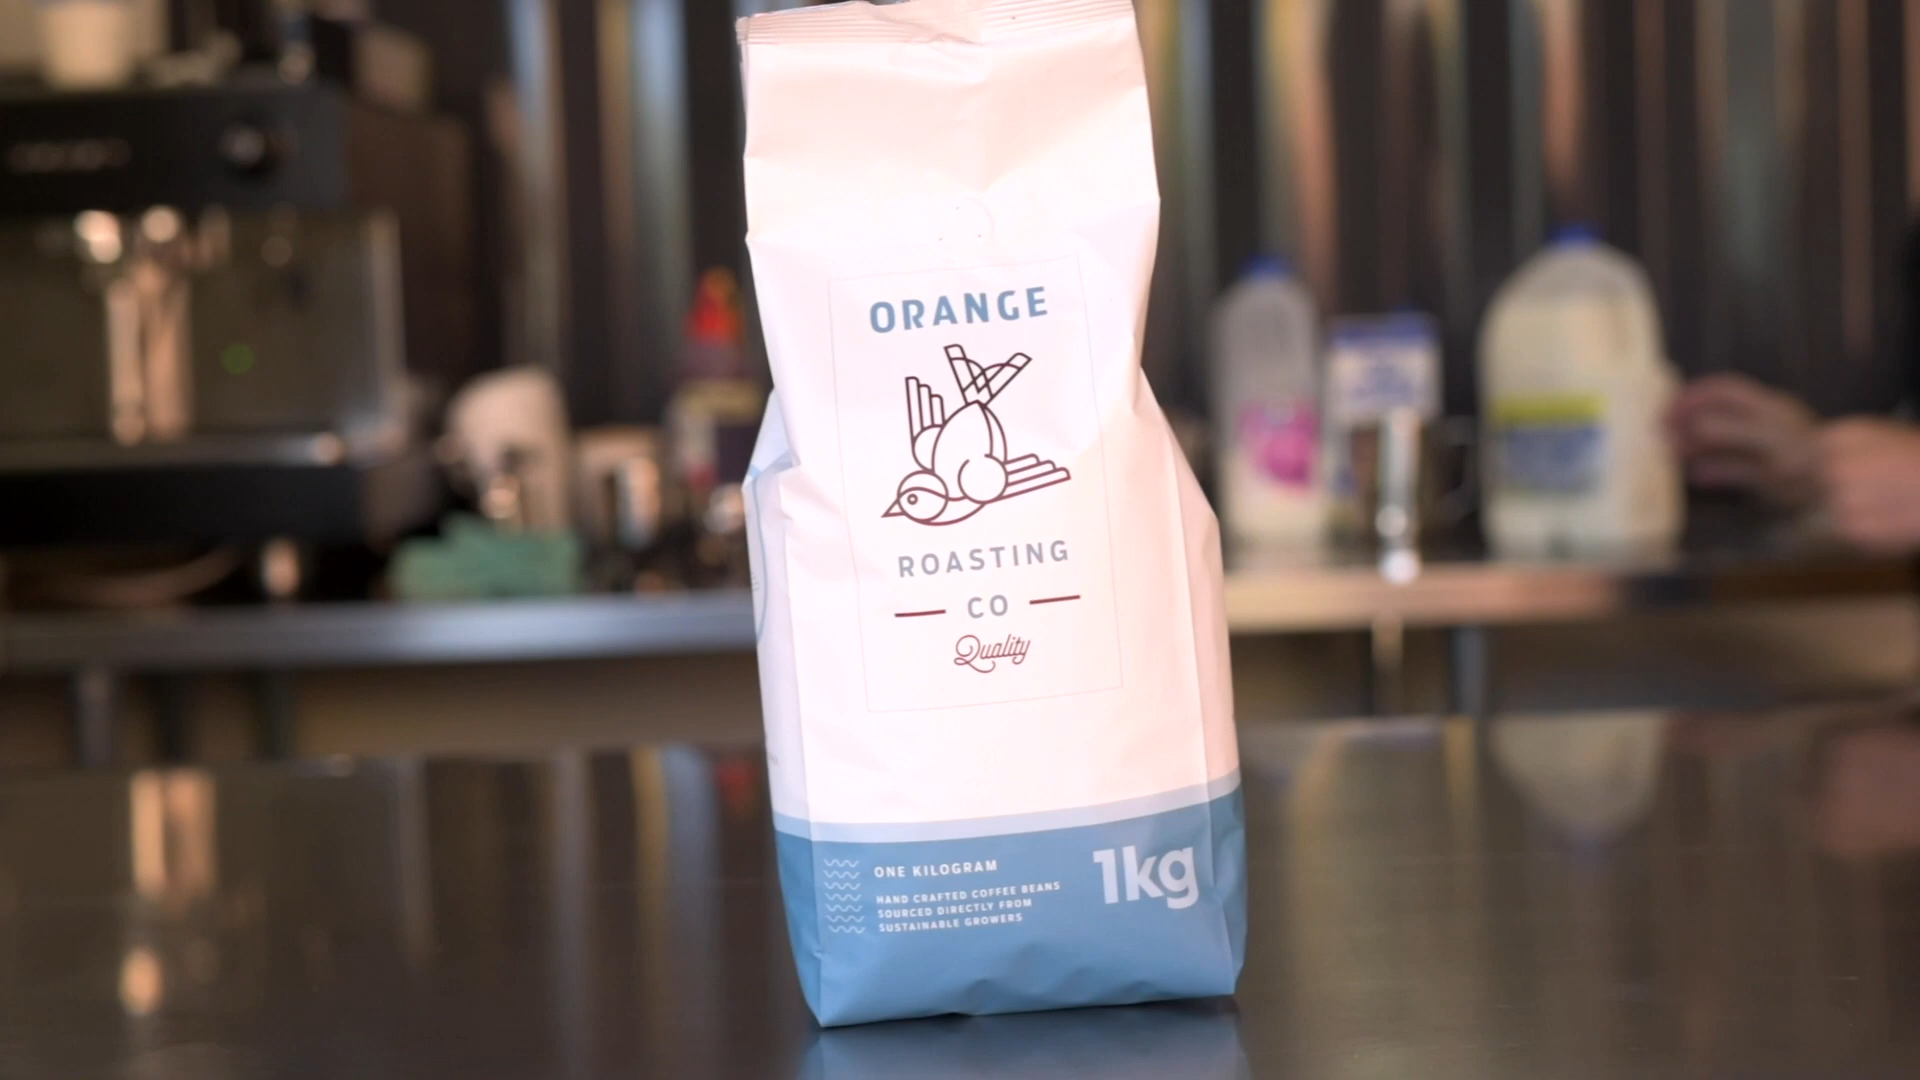 ORANGE
ROASTING
CO
Quality
ONE KILOGRAM
HAND CRAFTED COFFEE BEANS
SOURCED DIRECTLY FROM
SUSTAINABLE GROWERS
1kg